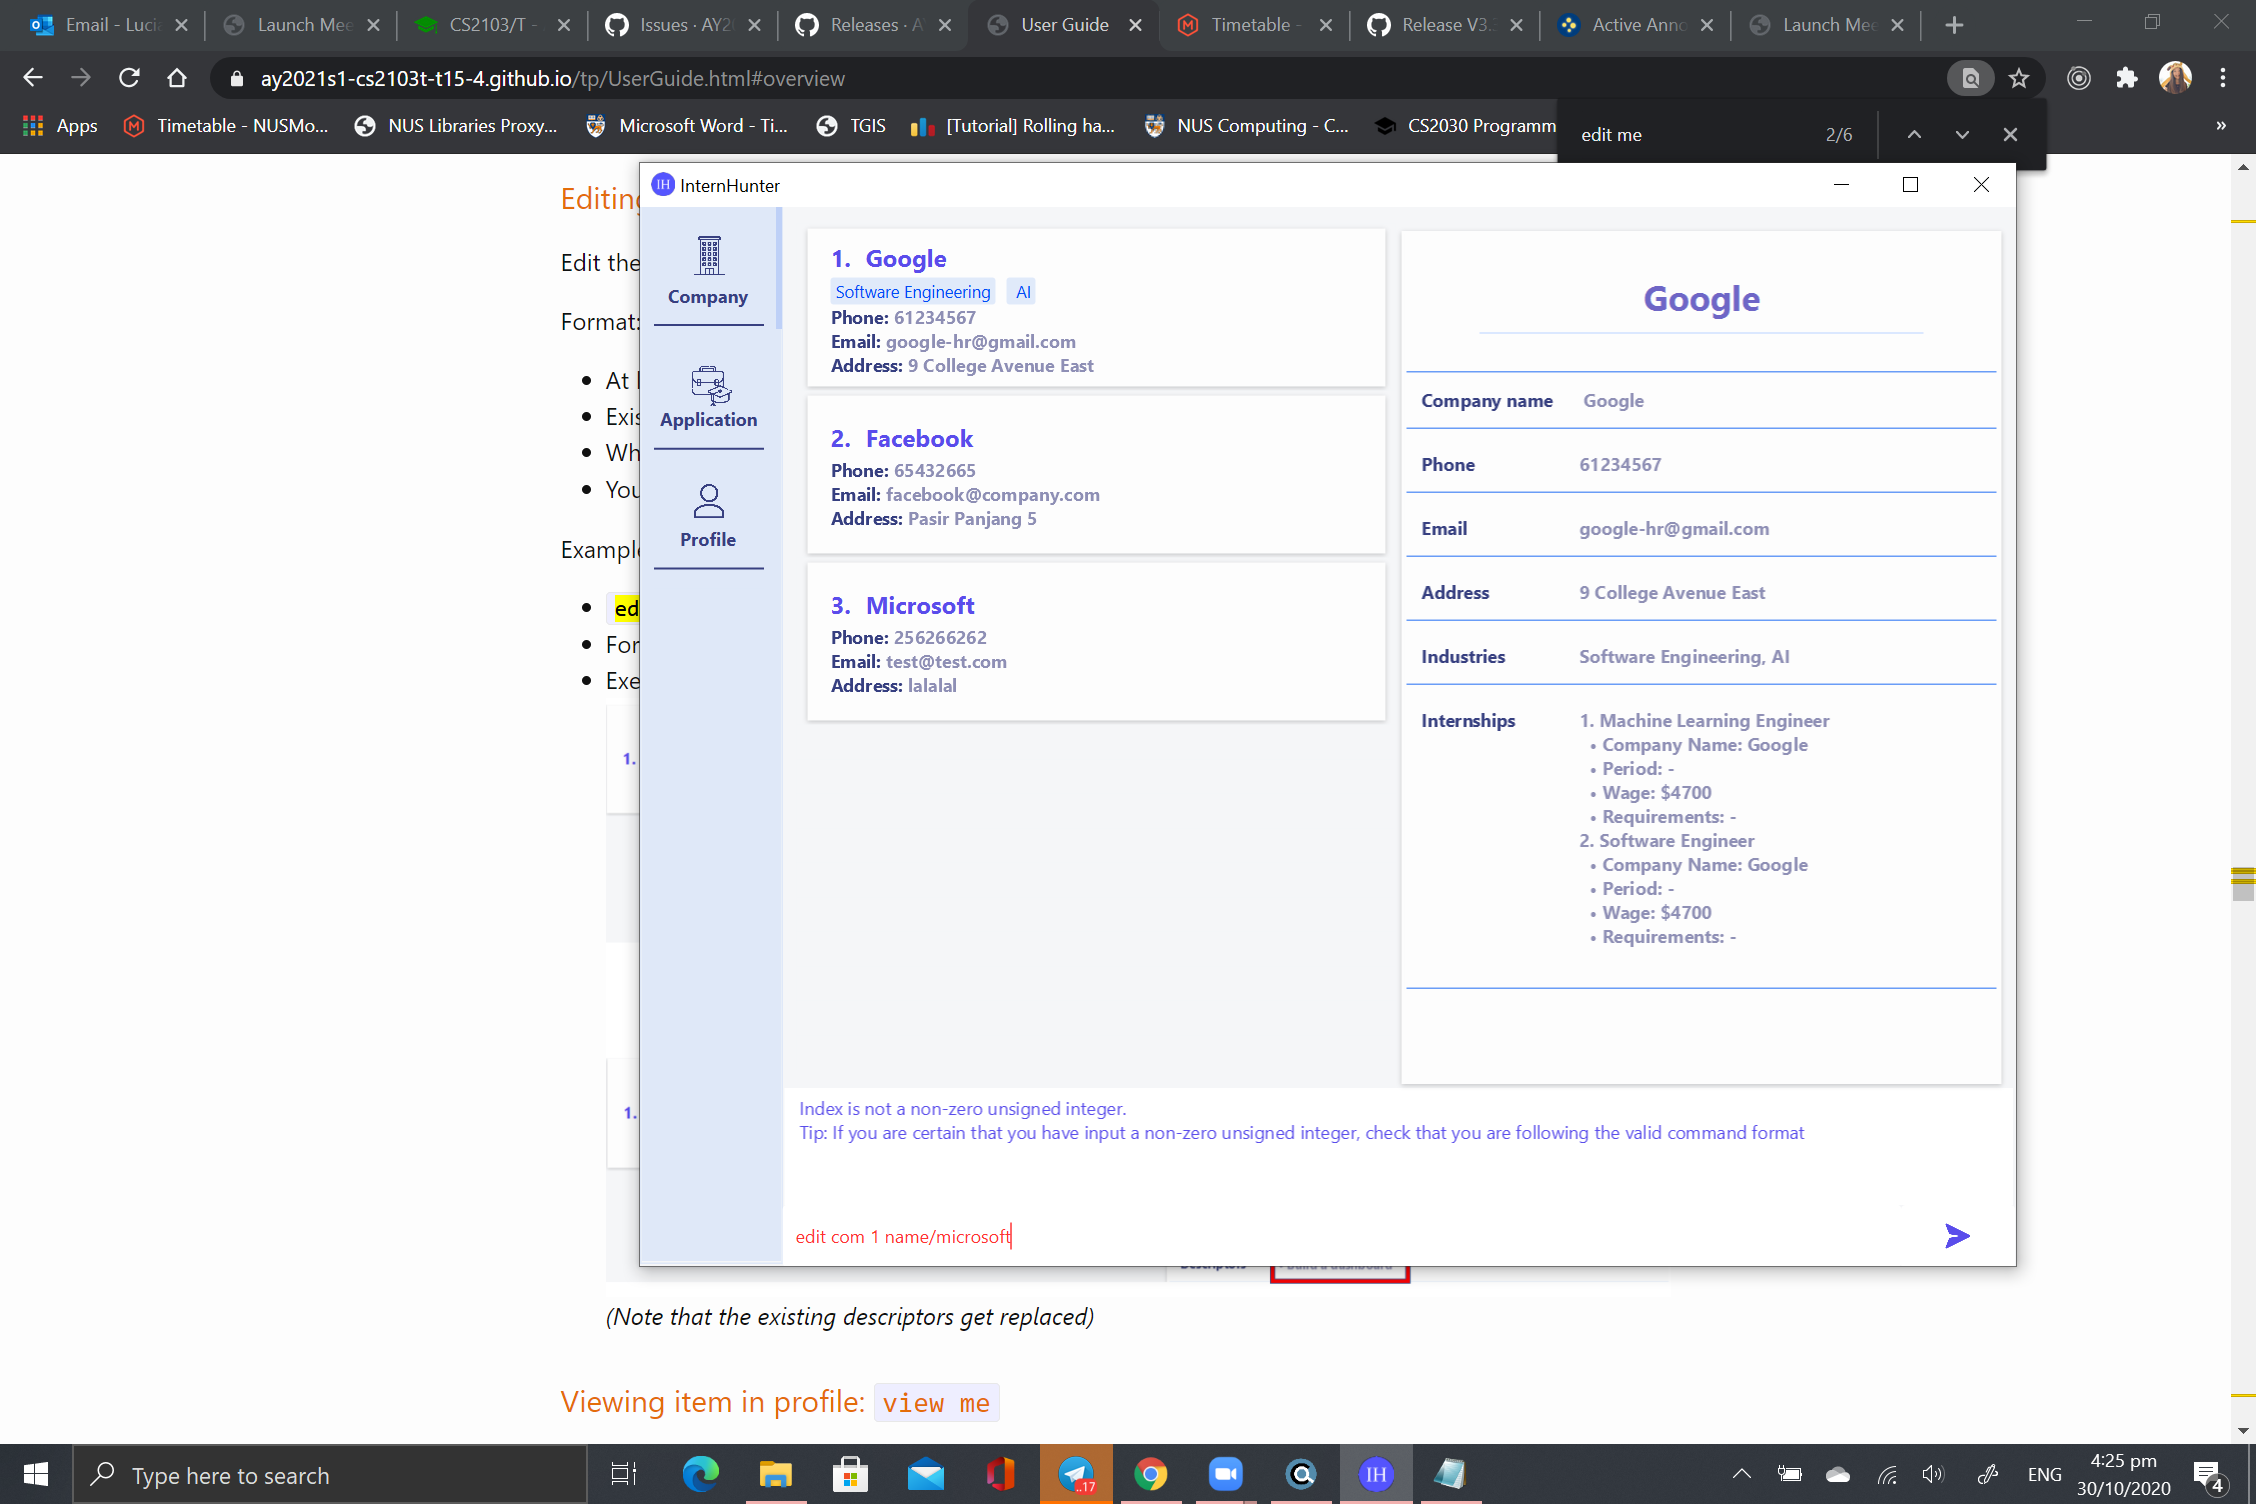 Email - Luci
Launch Mee
CS2103/T -
Issues · AY20
Releases · A
User Guide
Timetable -
Release V3.
Active Anno
Launch Mee
ay2021s1-cs2103t-t15-4.github.io/tp/UserGuide.html#overview
Apps
Timetable - NUSMo...
NUS Libraries Proxy...
Microsoft Word - Ti...
TGIS
[Tutorial] Rolling ha...
NUS Computing - C...
CS2030 Programm
»
edit me
2/6
Editing
Edit the
Format:
At l
Exis
Wh
You
Example
ed
For
Exe
1.
1.
IH InternHunter
Company
Application
Profile
1. Google
Software Engineering AI
Phone: 61234567
Email: google-hr@gmail.com
Address: 9 College Avenue East
2. Facebook
Phone: 65432665
Email: facebook@company.com
Address: Pasir Panjang 5
3. Microsoft
Phone: 256266262
Email: test@test.com
Address: lalalal
Google
Company name Google
Phone 61234567
Email google-hr@gmail.com
Address 9 College Avenue East
Industries Software Engineering, AI
Internships 1. Machine Learning Engineer
• Company Name: Google
• Period: -
• Wage: $4700
• Requirements: -
2. Software Engineer
• Company Name: Google
• Period: -
• Wage: $4700
• Requirements: -
Index is not a non-zero unsigned integer.
Tip: If you are certain that you have input a non-zero unsigned integer, check that you are following the valid command format
edit com 1 name/microsoft
(Note that the existing descriptors get replaced)
Viewing item in profile: view me
Type here to search
..17
IH
ENG
4:25 pm
30/10/2020
4